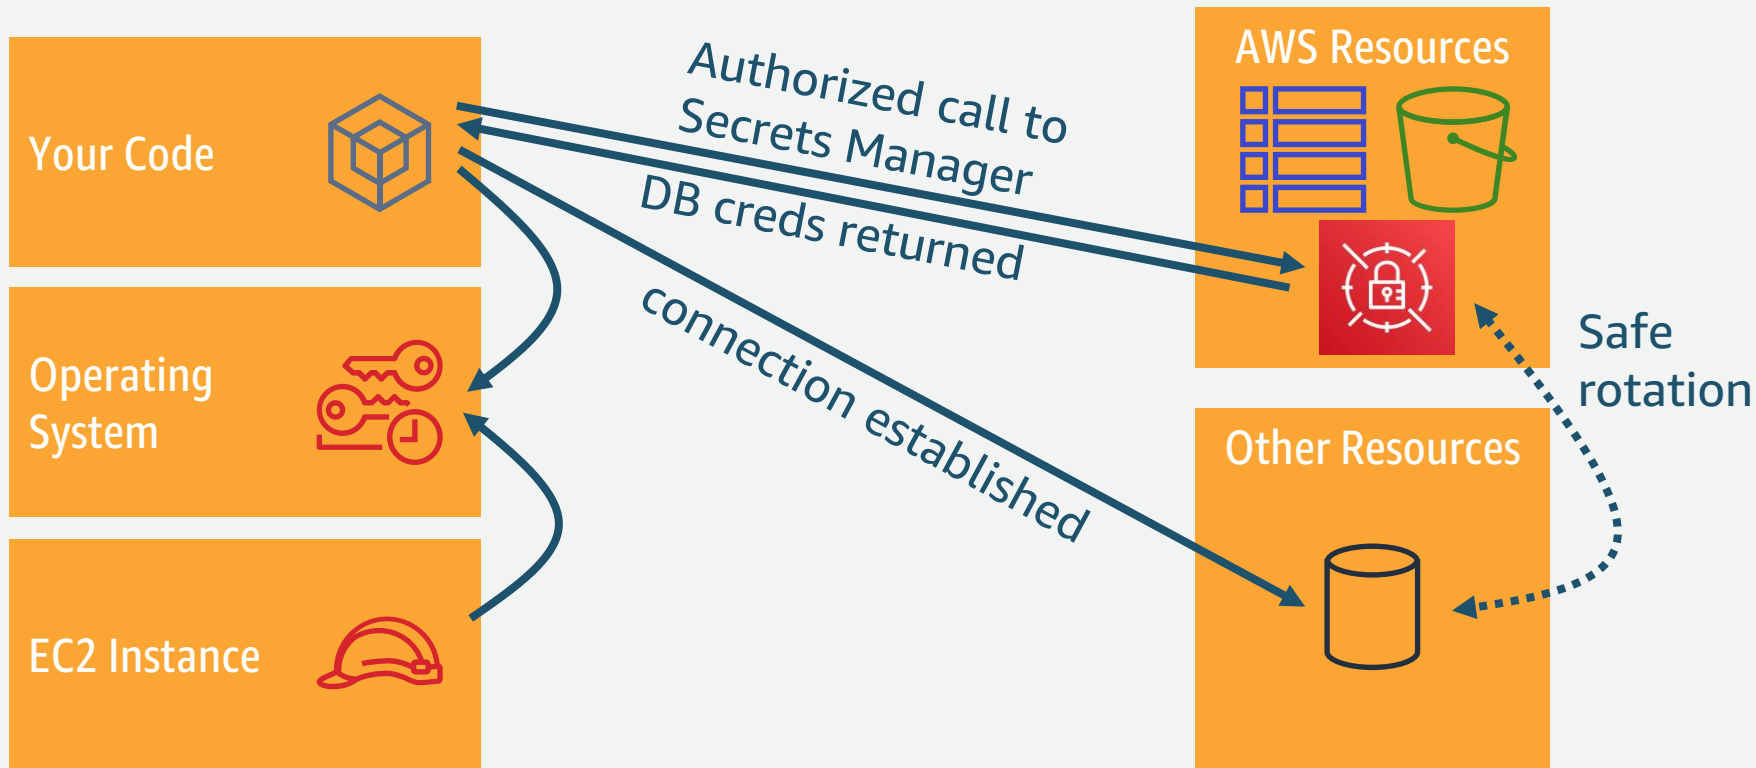 Your Code
Operating
System
EC2 Instance
Authorized call to
Secrets Manager
DB creds returned
connection established
AWS Resources
Safe
rotation
Other Resources